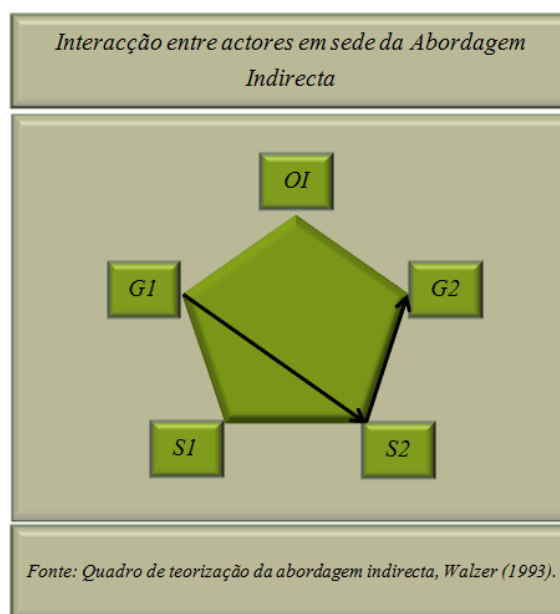 Interacção entre actores em sede da Abordagem
Indirecta
OI
G1
G2
S1
S2
Fonte: Quadro de teorização da abordagem indirecta, Walzer (1993).